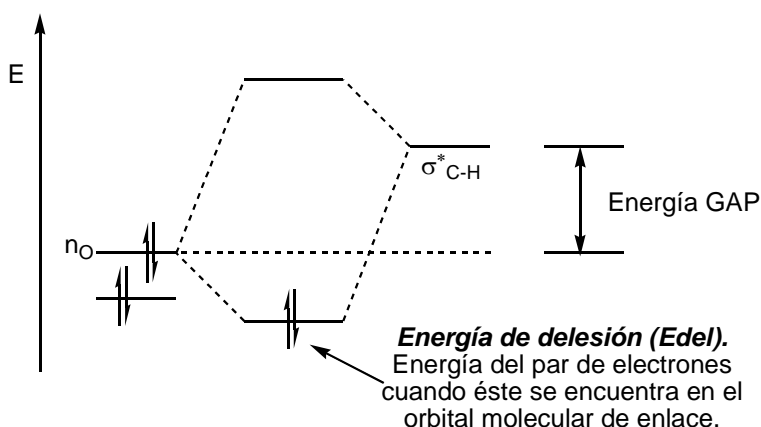 E
σ*C-H
Energía GAP
nO
Energía de delesión (Edel).
Energía del par de electrones
cuando éste se encuentra en el
orbital molecular de enlace.